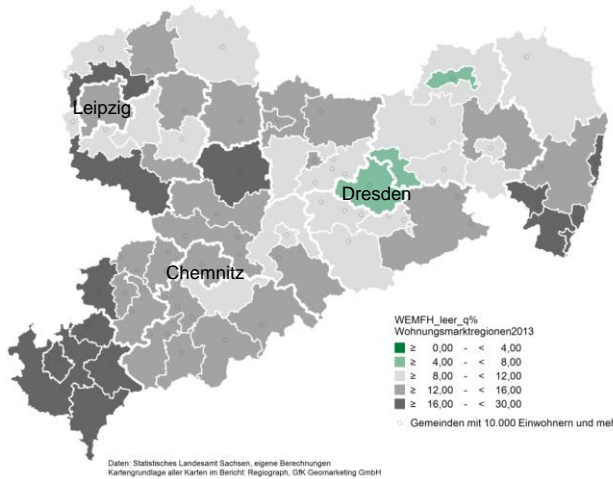 Leipzig
Dresden
Chemnitz
WEMFH_leer_q%
Wohnungsmarktregionen2013
≥ 0,00 - < 4,00
≥ 4,00 - < 8,00
≥ 8,00 - < 12,00
≥ 12,00 - < 16,00
≥ 16,00 - < 30,00
Gemeinden mit 10.000 Einwohnern und meh
Daten: Statistisches Landesamt Sachsen, eigene Berechnungen
Kartengrundlage aller Karten im Bericht: Regiograph, GfK Geomarketing GmbH